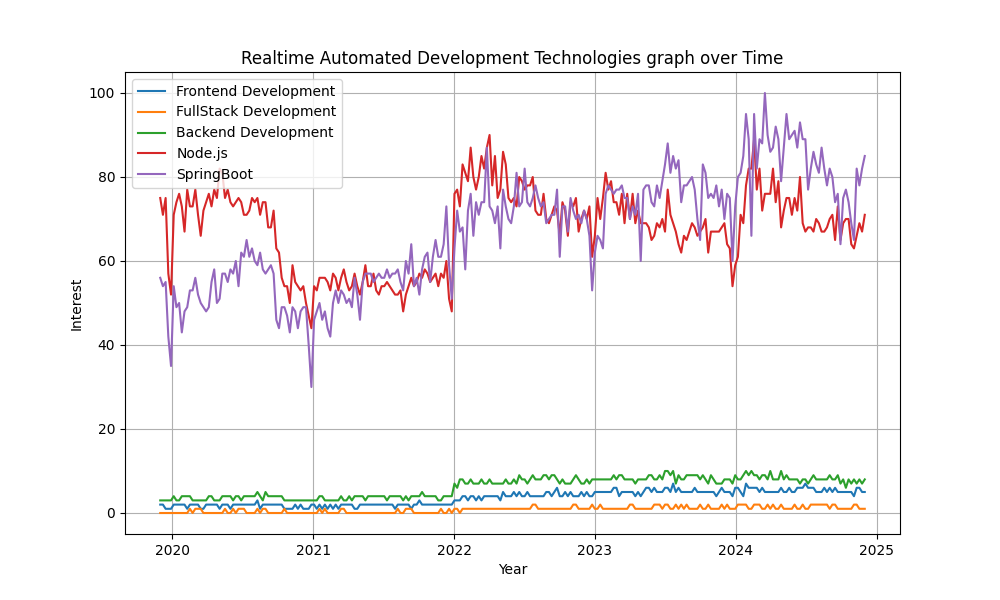 Realtime Automated Development Technologies graph over Time
100
80
60
40
20
0
Interest
Frontend Development
FullStack Development
Backend Development
Node.js
SpringBoot
2020 2021 2022 2023 2024 2025
Year